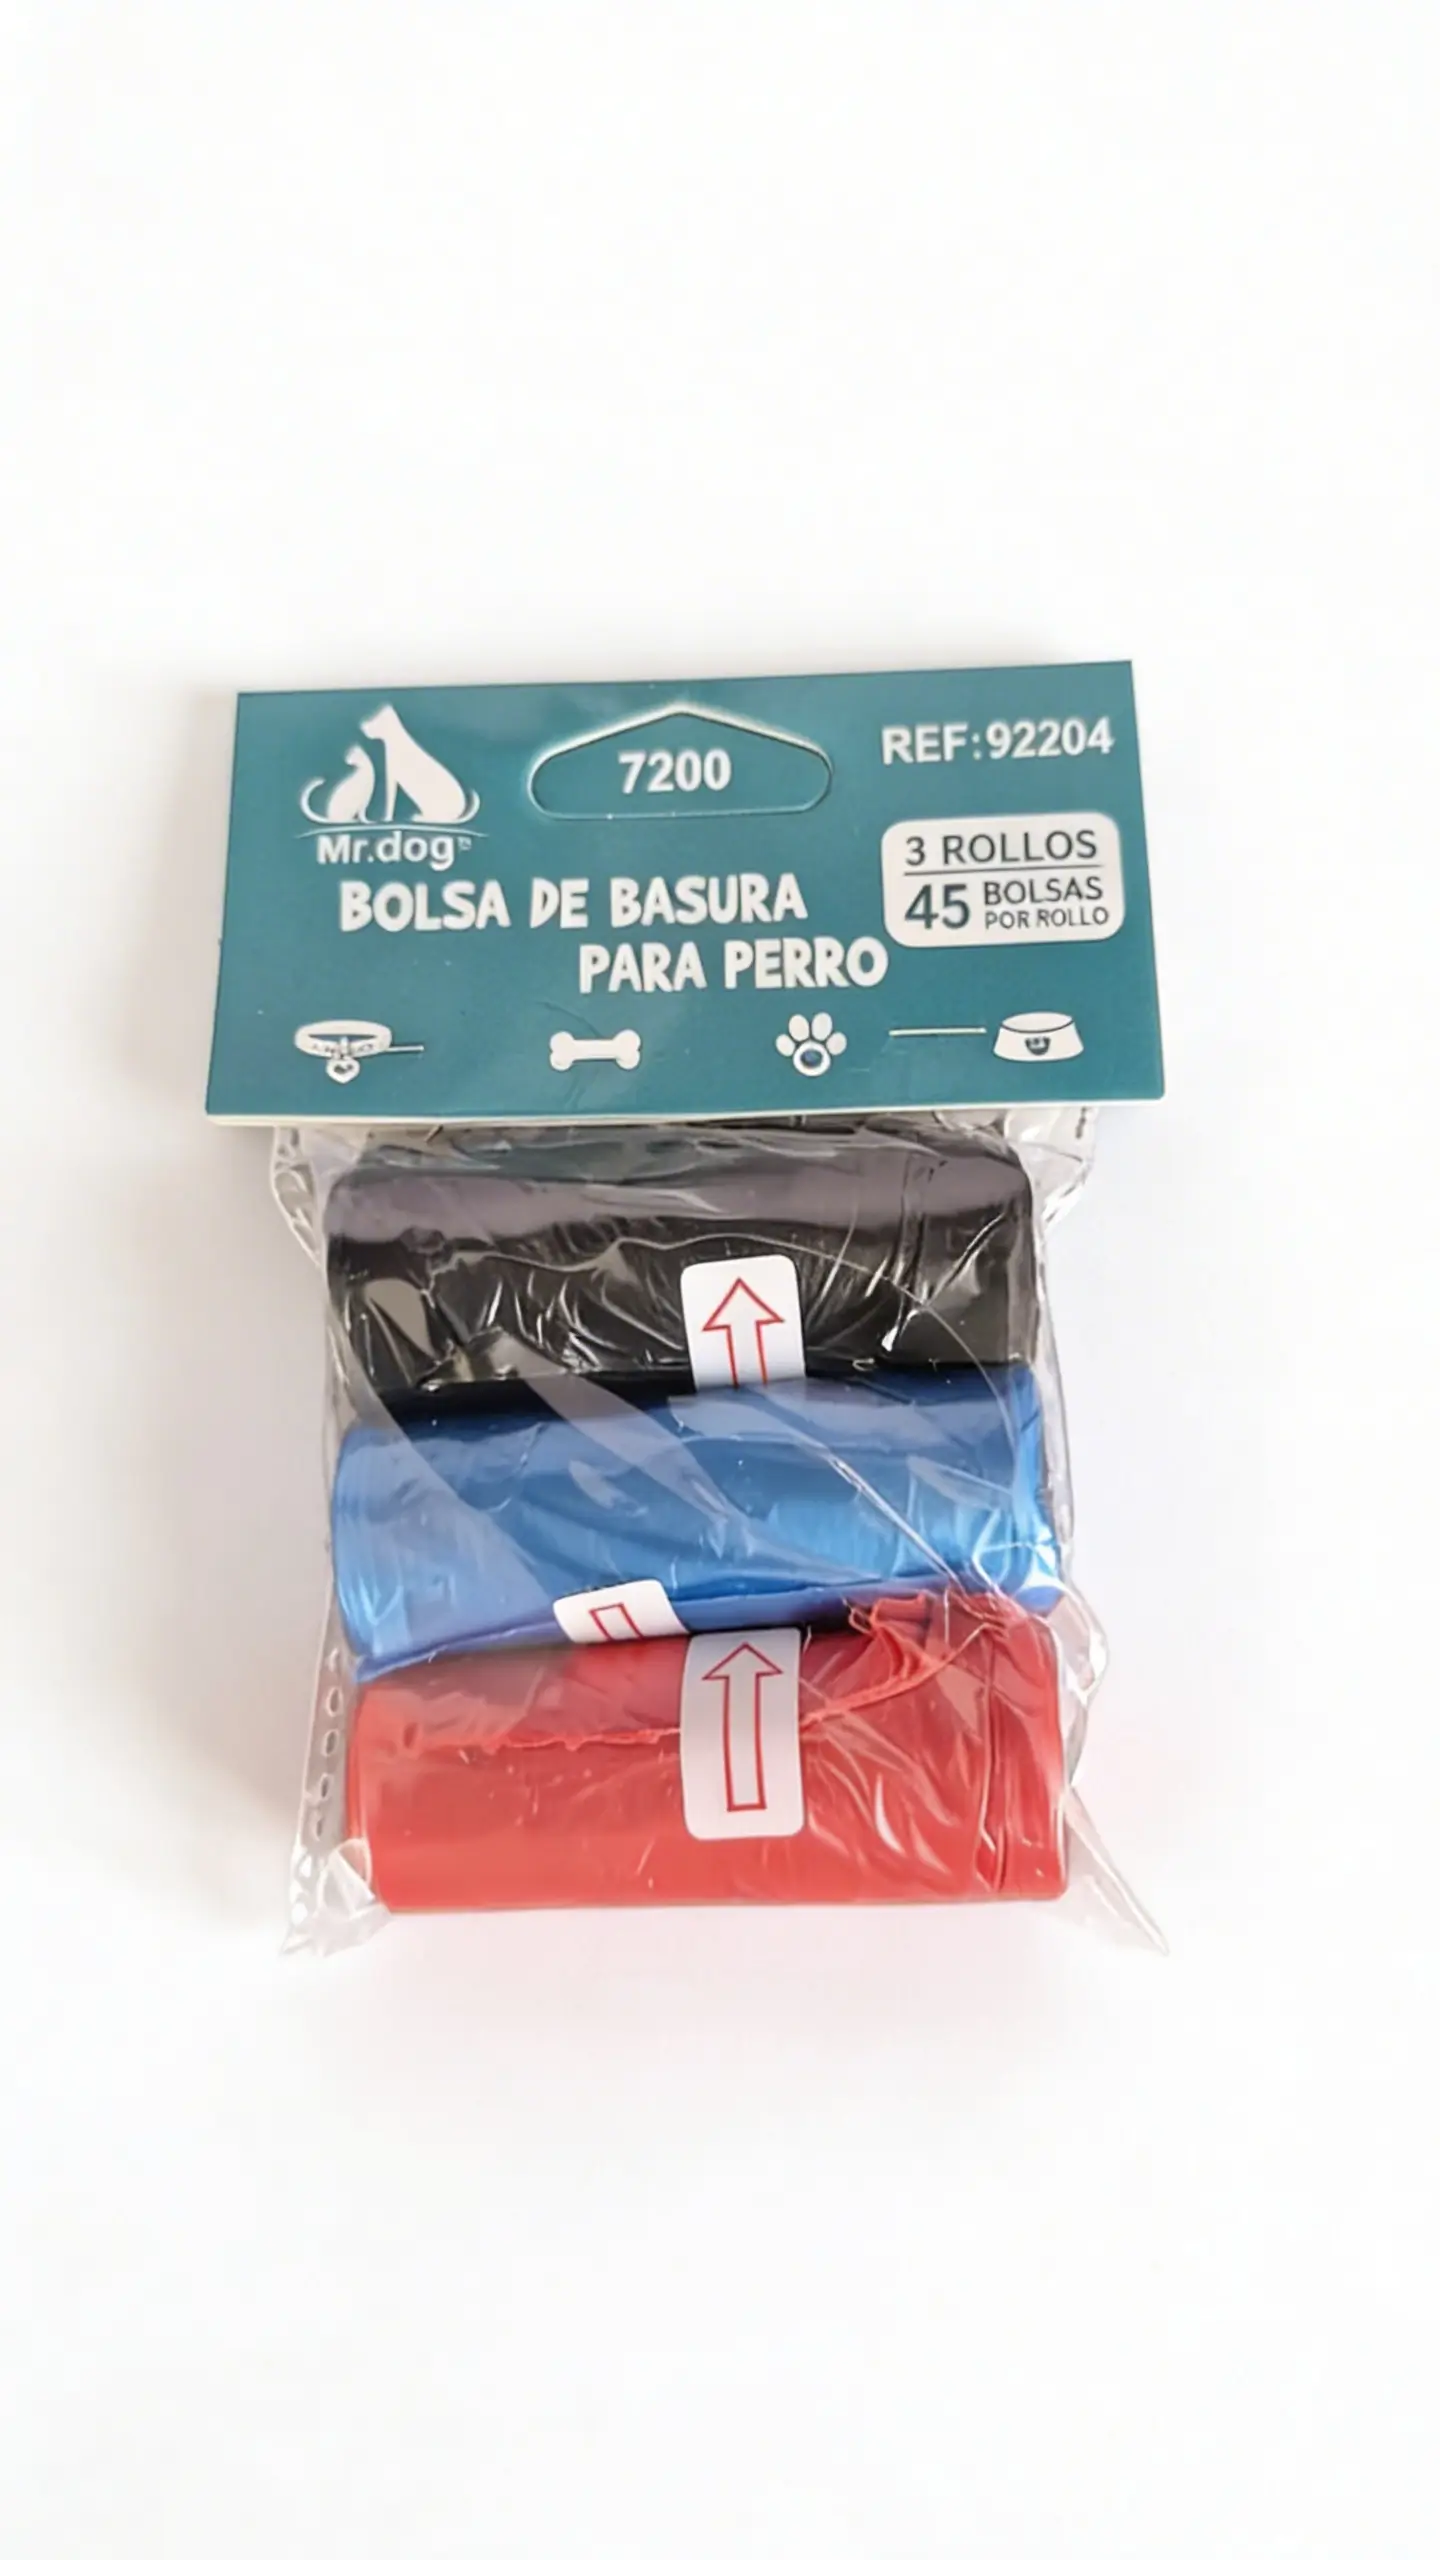 7200
REF:92204
Mr.dog
3 ROLLOS
45 BOLSAS
POR ROLLO
BOLSA DE BASURA
PARA PERRO